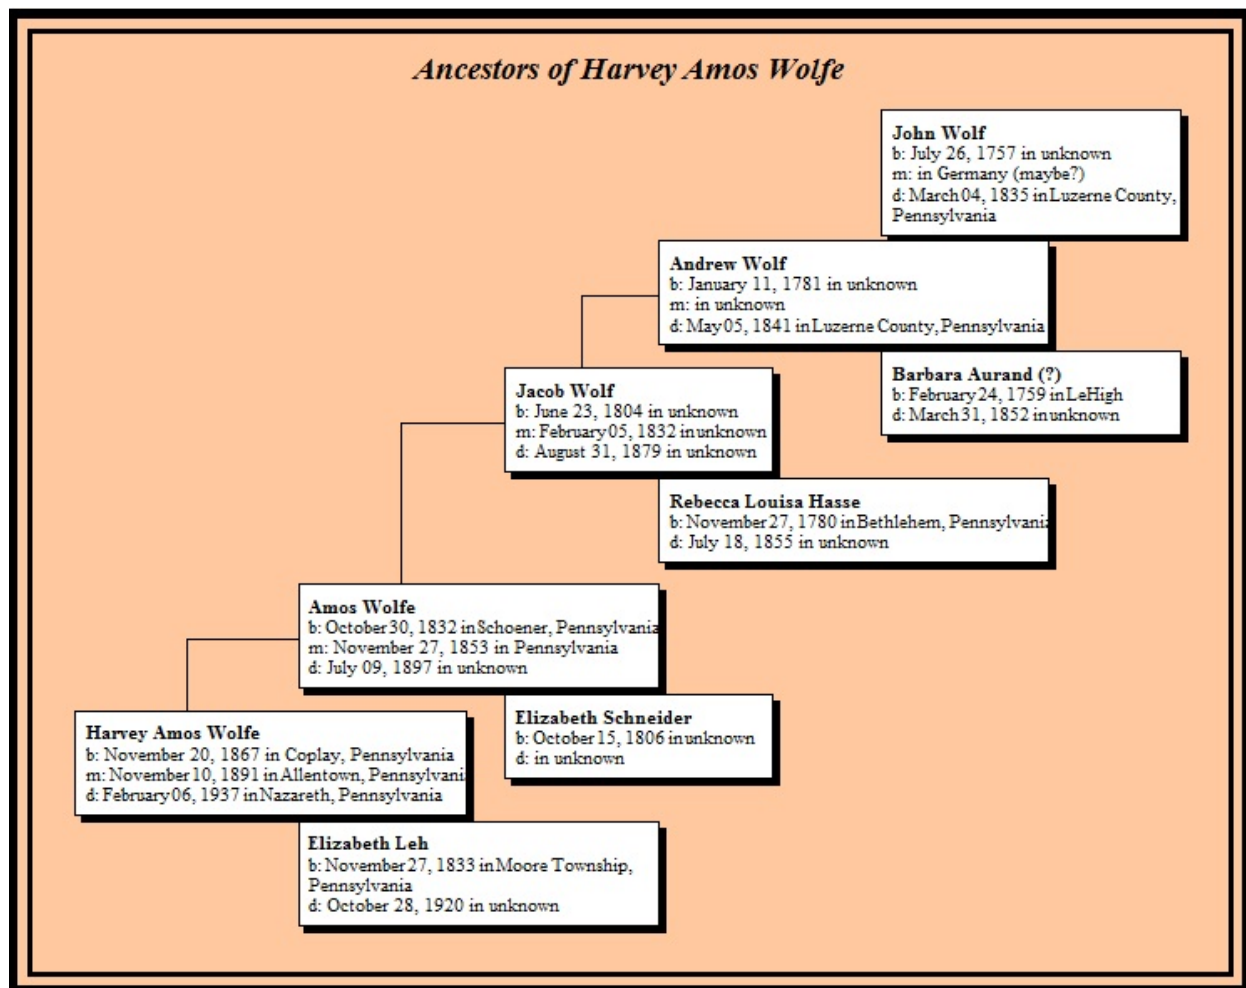 Ancestors of Harvey Amos Wolfe
John Wolf
b: July 26, 1757 in unknown
m: in Germany (maybe?)
d: March 04, 1835 in Luzerne County,
Pennsylvania
Andrew Wolf
b: January 11, 1781 in unknown
m: in unknown
d: May 05, 1841 in Luzerne County, Pennsylvania
Barbara Aurand (?)
b: February 24, 1759 in LeHigh
d: March 31, 1852 in unknown
Jacob Wolf
b: June 23, 1804 in unknown
m: February 05, 1832 in unknown
d: August 31, 1879 in unknown
Rebecca Louisa Hasse
b: November 27, 1780 in Bethlehem, Pennsylvania
d: July 18, 1855 in unknown
Amos Wolfe
b: October 30, 1832 in Schoener, Pennsylvania
m: November 27, 1853 in Pennsylvania
d: July 09, 1897 in unknown
Elizabeth Schneider
b: October 15, 1806 in unknown
d: in unknown
Harvey Amos Wolfe
b: November 20, 1867 in Coplay, Pennsylvania
m: November 10, 1891 in Allentown, Pennsylvani
d: February 06, 1937 in Nazareth, Pennsylvania
Elizabeth Leh
b: November 27, 1833 in Moore Township,
Pennsylvania
d: October 28, 1920 in unknown